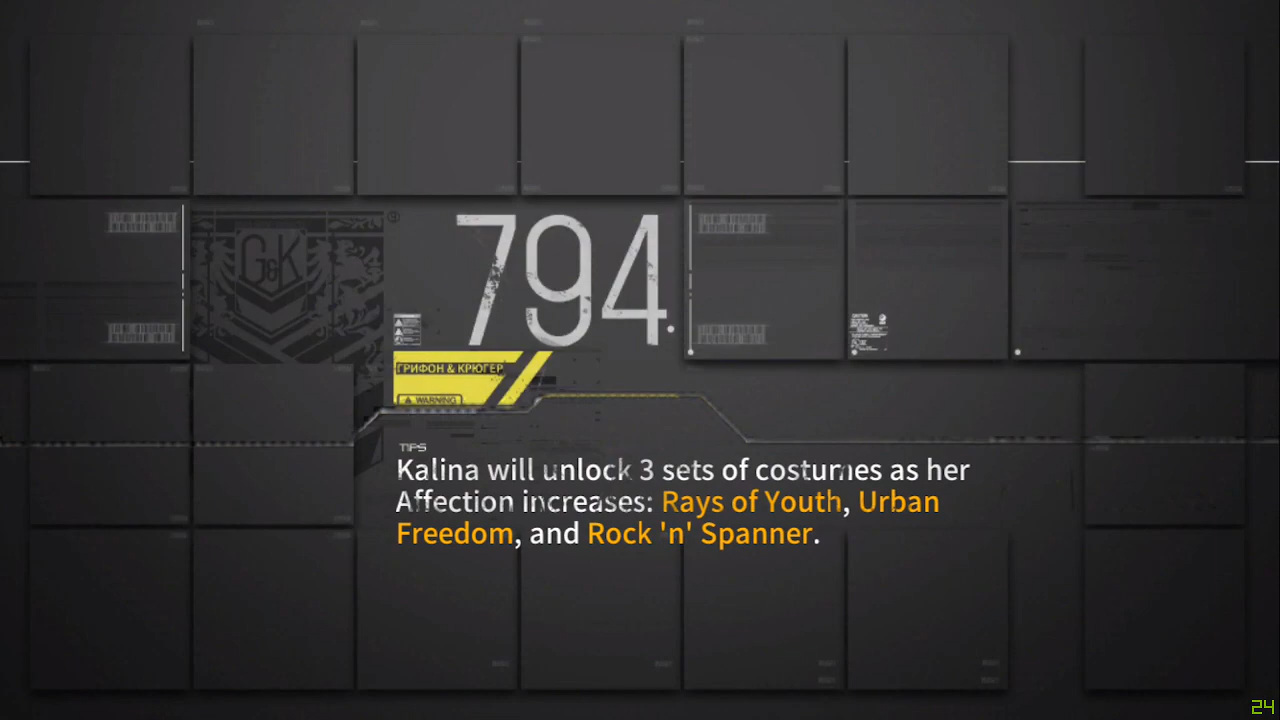 G&K
794.
ГРИФОН & КРЮГЕР
WARNING
TIPS
Kalina will unlock 3 sets of costumes as her
Affection increases: Rays of Youth, Urban
Freedom, and Rock 'n' Spanner.
24